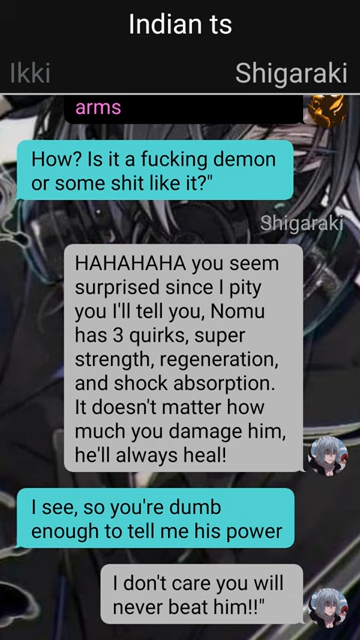 Indian ts
Ikki
Shigaraki
arms
How? Is it a fucking demon
or some shit like it?"
Shigaraki
HAHAHAHA you seem
surprised since I pity
you I'll tell you, Nomu
has 3 quirks, super
strength, regeneration,
and shock absorption.
It doesn't matter how
much you damage him,
he'll always heal!
I see, so you're dumb
enough to tell me his power
I don't care you will
never beat him!!"